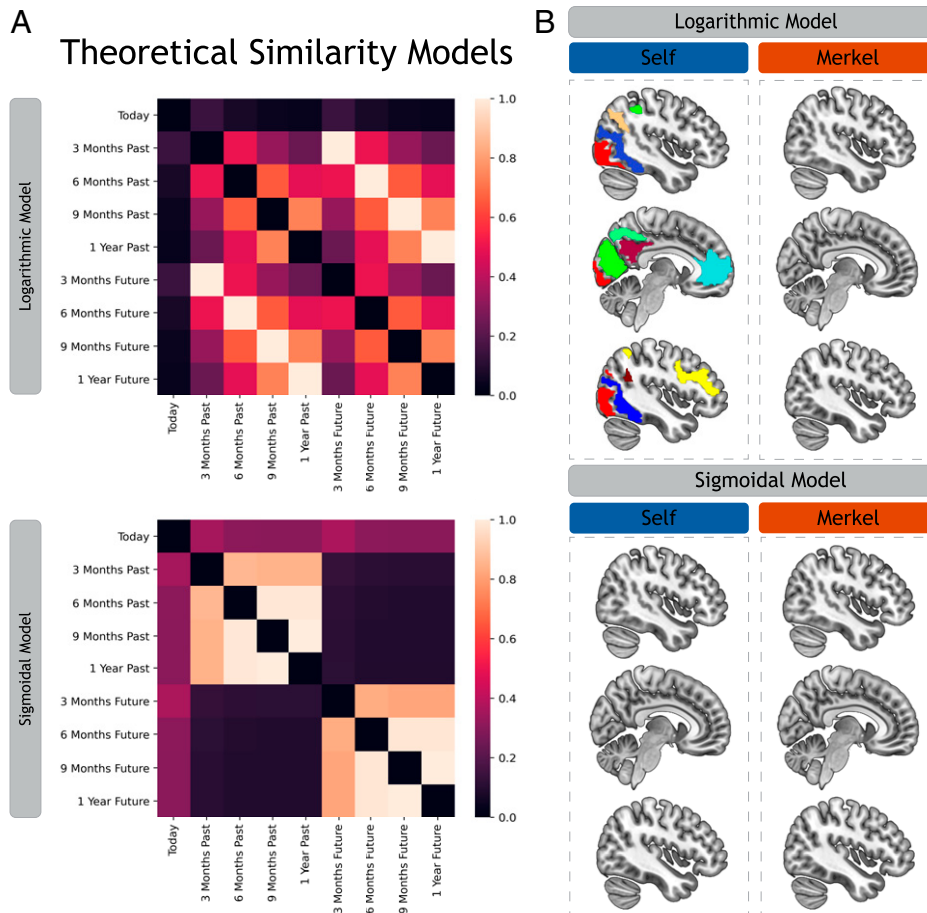 A
Theoretical Similarity Models
Logarithmic Model
Today
3 Months Past
6 Months Past
9 Months Past
1 Year Past
3 Months Future
6 Months Future
9 Months Future
1 Year Future
Today
3 Months Past
6 Months Past
9 Months Past
1 Year Past
3 Months Future
6 Months Future
9 Months Future
1 Year Future
1.0
0.8
0.6
0.4
0.2
0.0
Sigmoidal Model
Today
3 Months Past
6 Months Past
9 Months Past
1 Year Past
3 Months Future
6 Months Future
9 Months Future
1 Year Future
Today
3 Months Past
6 Months Past
9 Months Past
1 Year Past
3 Months Future
6 Months Future
9 Months Future
1 Year Future
1.0
0.8
0.6
0.4
0.2
0.0
B
Logarithmic Model
Self
Merkel
Sigmoidal Model
Self
Merkel